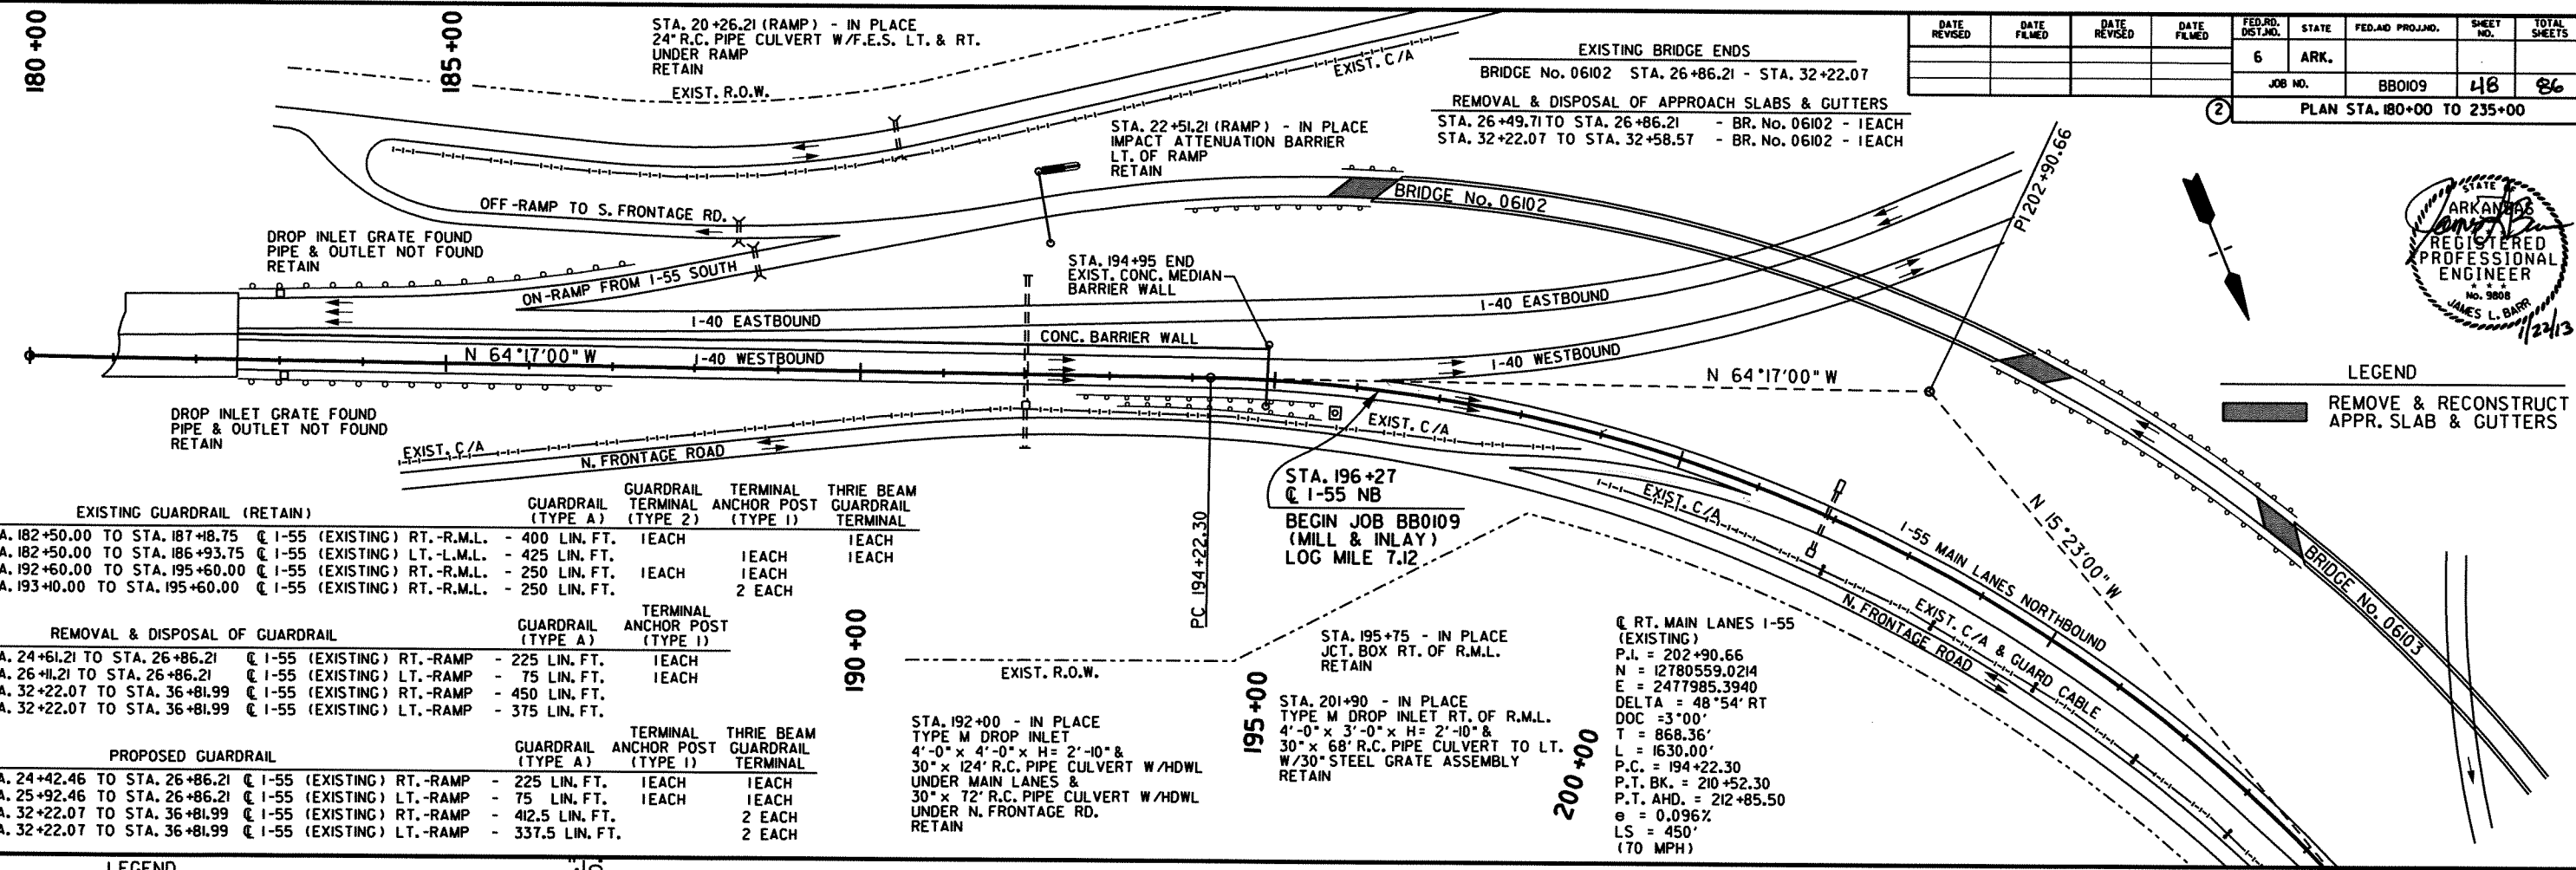 180+00
185+00
STA. 20+26.21 (RAMP) - IN PLACE
24" R.C. PIPE CULVERT W/F.E.S. LT. & RT.
UNDER RAMP
RETAIN
EXIST. R.O.W.
EXIST. C/A
EXISTING BRIDGE ENDS
BRIDGE No. 06102 STA. 26+86.21 - STA. 32+22.07
REMOVAL & DISPOSAL OF APPROACH SLABS & GUTTERS
STA. 26+49.71 TO STA. 26+86.21 - BR. No. 06102 - 1 EACH
STA. 32+22.07 TO STA. 32+58.57 - BR. No. 06102 - 1 EACH
DATE REVISED DATE FILMED DATE REVISED DATE FILMED FED.RD. DIST.NO. STATE FED.AID PROJ.NO. SHEET NO. TOTAL SHEETS
6 ARK.
JOB NO. BB0109 48 86
2 PLAN STA. 180+00 TO 235+00
STA. 22+51.21 (RAMP) - IN PLACE
IMPACT ATTENUATION BARRIER
LT. OF RAMP
RETAIN
BRIDGE No. 06102
PI 202+90.66
STATE OF
ARKANSAS
REGISTERED
PROFESSIONAL
ENGINEER
* * *
No. 9808
JAMES L. BARR
1/22/13
OFF-RAMP TO S. FRONTAGE RD.
DROP INLET GRATE FOUND
PIPE & OUTLET NOT FOUND
RETAIN
ON-RAMP FROM I-55 SOUTH
STA. 194+95 END
EXIST. CONC. MEDIAN
BARRIER WALL
I-40 EASTBOUND
I-40 EASTBOUND
CONC. BARRIER WALL
N 64°17'00" W
I-40 WESTBOUND
I-40 WESTBOUND
N 64°17'00" W
LEGEND
REMOVE & RECONSTRUCT
APPR. SLAB & GUTTERS
DROP INLET GRATE FOUND
PIPE & OUTLET NOT FOUND
RETAIN
EXIST. C/A
N. FRONTAGE ROAD
EXIST. C/A
STA. 196+27
℄ I-55 NB
BEGIN JOB BB0109
(MILL & INLAY)
LOG MILE 7.12
PC 194+22.30
EXIST. C/A
I-55 MAIN LANES NORTHBOUND
N 15°23'00" W
BRIDGE No. 06103
EXIST. C/A & GUARD CABLE
N. FRONTAGE ROAD
EXISTING GUARDRAIL (RETAIN) GUARDRAIL (TYPE A) GUARDRAIL TERMINAL (TYPE 2) TERMINAL ANCHOR POST (TYPE 1) THRIE BEAM GUARDRAIL TERMINAL
A. 182+50.00 TO STA. 187+18.75 ℄ I-55 (EXISTING) RT.-R.M.L. - 400 LIN. FT. 1 EACH 1 EACH
A. 182+50.00 TO STA. 186+93.75 ℄ I-55 (EXISTING) LT.-L.M.L. - 425 LIN. FT. 1 EACH 1 EACH
A. 192+60.00 TO STA. 195+60.00 ℄ I-55 (EXISTING) RT.-R.M.L. - 250 LIN. FT. 1 EACH 1 EACH
A. 193+10.00 TO STA. 195+60.00 ℄ I-55 (EXISTING) RT.-R.M.L. - 250 LIN. FT. 2 EACH
REMOVAL & DISPOSAL OF GUARDRAIL GUARDRAIL (TYPE A) TERMINAL ANCHOR POST (TYPE 1)
A. 24+61.21 TO STA. 26+86.21 ℄ I-55 (EXISTING) RT.-RAMP - 225 LIN. FT. 1 EACH
A. 26+11.21 TO STA. 26+86.21 ℄ I-55 (EXISTING) LT.-RAMP - 75 LIN. FT. 1 EACH
A. 32+22.07 TO STA. 36+81.99 ℄ I-55 (EXISTING) RT.-RAMP - 450 LIN. FT.
A. 32+22.07 TO STA. 36+81.99 ℄ I-55 (EXISTING) LT.-RAMP - 375 LIN. FT.
PROPOSED GUARDRAIL GUARDRAIL (TYPE A) TERMINAL ANCHOR POST (TYPE 1) THRIE BEAM GUARDRAIL TERMINAL
A. 24+42.46 TO STA. 26+86.21 ℄ I-55 (EXISTING) RT.-RAMP - 225 LIN. FT. 1 EACH 1 EACH
A. 25+92.46 TO STA. 26+86.21 ℄ I-55 (EXISTING) LT.-RAMP - 75 LIN. FT. 1 EACH 1 EACH
A. 32+22.07 TO STA. 36+81.99 ℄ I-55 (EXISTING) RT.-RAMP - 412.5 LIN. FT. 2 EACH
A. 32+22.07 TO STA. 36+81.99 ℄ I-55 (EXISTING) LT.-RAMP - 337.5 LIN. FT. 2 EACH
190+00
EXIST. R.O.W.
STA. 192+00 - IN PLACE
TYPE M DROP INLET
4'-0" x 4'-0" x H= 2'-10" &
30" x 124' R.C. PIPE CULVERT W/HDWL
UNDER MAIN LANES &
30" x 72' R.C. PIPE CULVERT W/HDWL
UNDER N. FRONTAGE RD.
RETAIN
195+00
STA. 195+75 - IN PLACE
JCT. BOX RT. OF R.M.L.
RETAIN
STA. 201+90 - IN PLACE
TYPE M DROP INLET RT. OF R.M.L.
4'-0" x 3'-0" x H= 2'-10" &
30" x 68' R.C. PIPE CULVERT TO LT.
W/30" STEEL GRATE ASSEMBLY
RETAIN
200+00
℄ RT. MAIN LANES I-55
(EXISTING)
P.I. = 202+90.66
N = 12780559.0214
E = 2477985.3940
DELTA = 48°54' RT
DOC =3°00'
T = 868.36'
L = 1630.00'
P.C. = 194+22.30
P.T. BK. = 210+52.30
P.T. AHD. = 212+85.50
e = 0.096%
LS = 450'
(70 MPH)
LEGEND